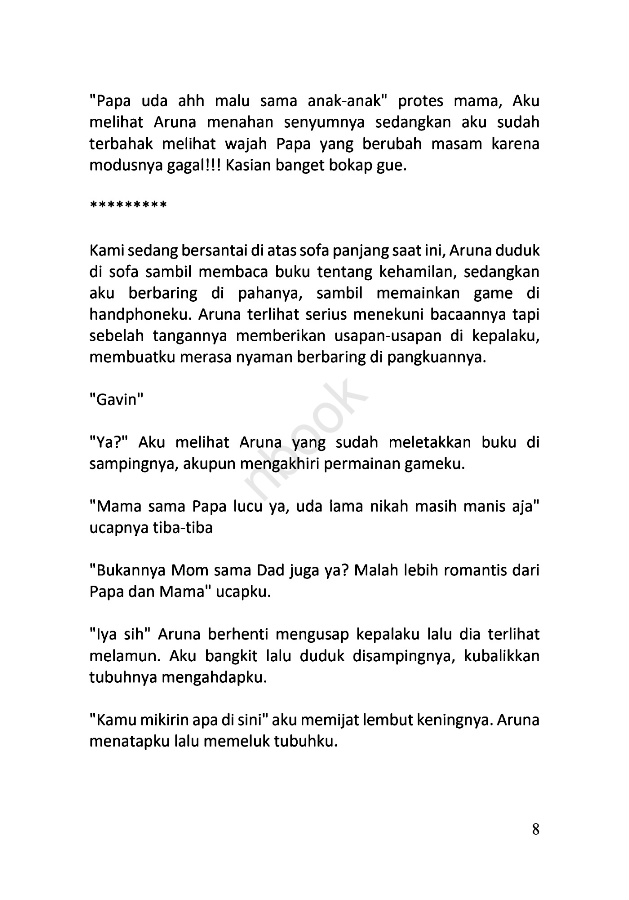 "Papa uda ahh malu sama anak-anak" protes mama, Aku
melihat Aruna menahan senyumnya sedangkan aku sudah
terbahak melihat wajah Papa yang berubah masam karena
modusnya gagal!!! Kasian banget bokap gue.
*********
Kami sedang bersantai di atas sofa panjang saat ini, Aruna duduk
di sofa sambil membaca buku tentang kehamilan, sedangkan
aku berbaring di pahanya, sambil memainkan game di
handphoneku. Aruna terlihat serius menekuni bacaannya tapi
sebelah tangannya memberikan usapan-usapan di kepalaku,
membuatku merasa nyaman berbaring di pangkuannya.
"Gavin"
"Ya?" Aku melihat Aruna yang sudah meletakkan buku di
sampingnya, akupun mengakhiri permainan gameku.
"Mama sama Papa lucu ya, uda lama nikah masih manis aja"
ucapnya tiba-tiba
"Bukannya Mom sama Dad juga ya? Malah lebih romantis dari
Papa dan Mama" ucapku.
"Iya sih" Aruna berhenti mengusap kepalaku lalu dia terlihat
melamun. Aku bangkit lalu duduk disampingnya, kubalikkan
tubuhnya mengahdapku.
"Kamu mikirin apa di sini" aku memijat lembut keningnya. Aruna
menatapku lalu memeluk tubuhku.
nbook
8